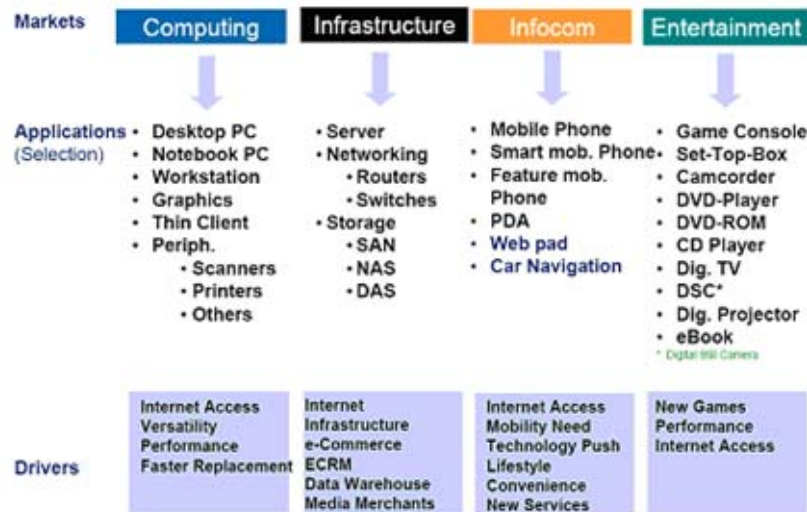 Markets
Computing
Infrastructure
Infocom
Entertainment
Applications
(Selection)
• Desktop PC
• Notebook PC
• Workstation
• Graphics
• Thin Client
• Periph.
• Scanners
• Printers
• Others
• Server
• Networking
• Routers
• Switches
• Storage
• SAN
• NAS
• DAS
• Mobile Phone
• Smart mob. Phone
• Feature mob.
Phone
• PDA
• Web pad
• Car Navigation
• Game Console
• Set-Top-Box
• Camcorder
• DVD-Player
• DVD-ROM
• CD Player
• Dig. TV
• DSC*
• Dig. Projector
• eBook
* Digital Still Camera
Drivers
Internet Access
Versatility
Performance
Faster Replacement
Internet
Infrastructure
e-Commerce
ECRM
Data Warehouse
Media Merchants
Internet Access
Mobility Need
Technology Push
Lifestyle
Convenience
New Services
New Games
Performance
Internet Access